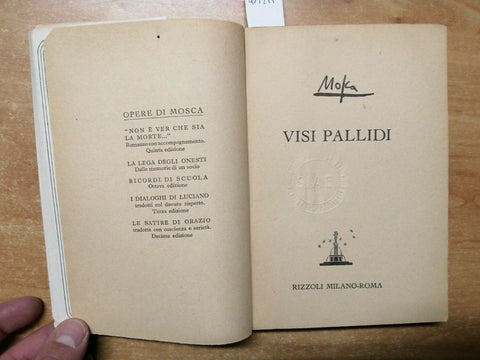 OPERE DI MOSCA
"NON È VER CHE SIA
LA MORTE..."
Romanzo con accompagnamento.
Quinta edizione
LA LEGA DEGLI ONESTI
Dalle memorie di un socio
RICORDI DI SCUOLA
Ottava edizione
I DIALOGHI DI LUCIANO
tradotti col dovuto rispetto.
Terza edizione
LE SATIRE DI ORAZIO
tradotte con coscienza e serietà.
Decima edizione
Mosca
VISI PALLIDI
RIZZOLI MILANO-ROMA